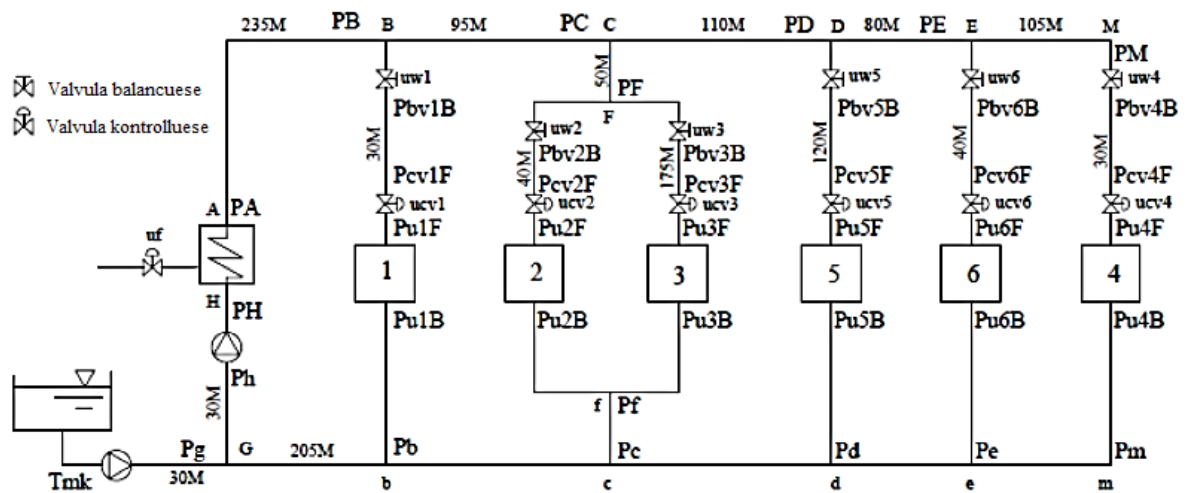 235M PB B 95M PC C 110M PD D 80M PE E 105M M
PM
50M
uw1 uw5 uw6 uw4
Valvula balancuese
Pbv1B PF Pbv5B Pbv6B Pbv4B
F
Valvula kontrolluese
uw2 uw3
30M Pbv2B Pbv3B 120M 40M 30M
40M 175M
Pcv1F Pcv2F Pcv3F Pcv5F Pcv6F Pcv4F
A PA ucv1 ucv2 ucv3 ucv5 ucv6 ucv4
Pu1F Pu2F Pu3F Pu5F Pu6F Pu4F
uf
1 2 3 5 6 4
H PH
Pu1B Pu2B Pu3B Pu5B Pu6B Pu4B
Ph
30M f Pf
Pg G 205M Pb Pc Pd Pe Pm
Tmk 30M b c d e m